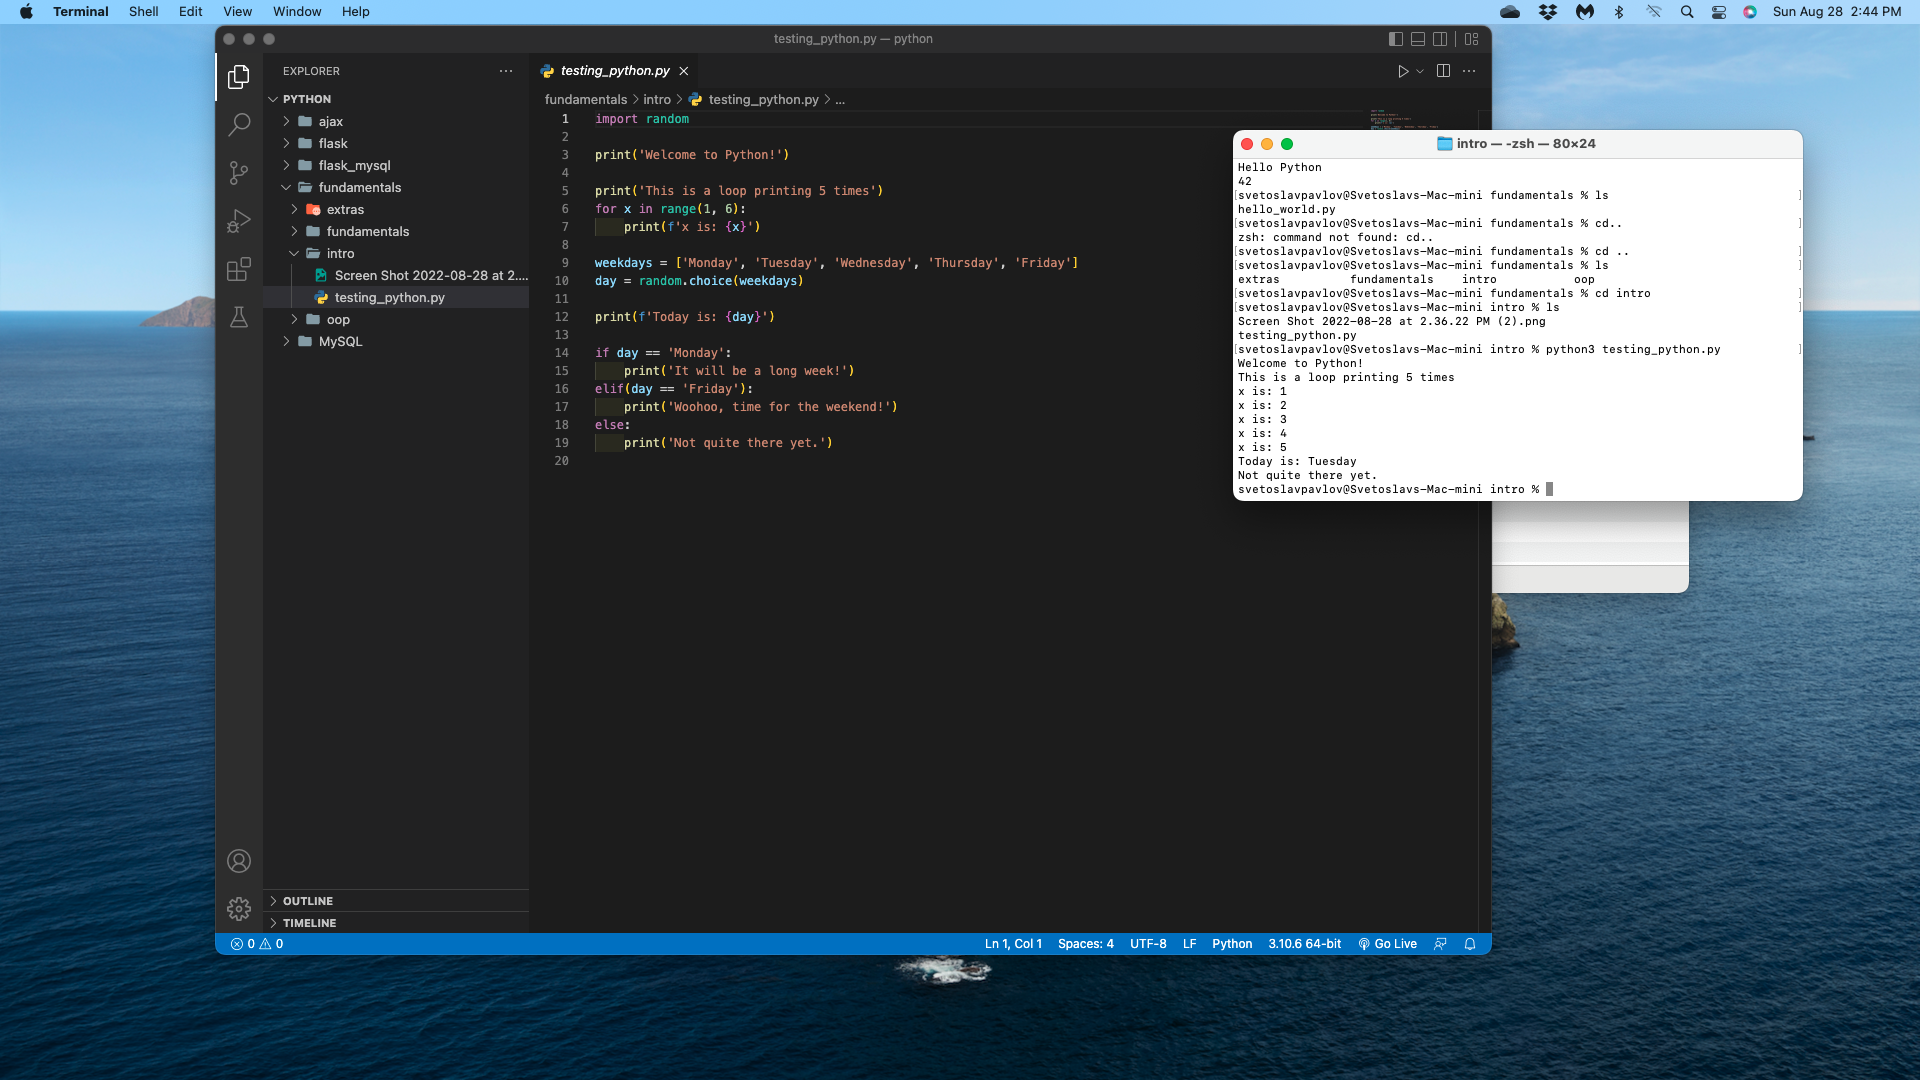 Terminal Shell Edit View Window Help
Sun Aug 28 2:44 PM
testing_python.py — python
EXPLORER
PYTHON
ajax
flask
flask_mysql
fundamentals
extras
fundamentals
intro
Screen Shot 2022-08-28 at 2....
testing_python.py
oop
MySQL
OUTLINE
TIMELINE
testing_python.py
fundamentals > intro > testing_python.py > ...
1 import random
2
3 print('Welcome to Python!')
4
5 print('This is a loop printing 5 times')
6 for x in range(1, 6):
7     print(f'x is: {x}')
8
9 weekdays = ['Monday', 'Tuesday', 'Wednesday', 'Thursday', 'Friday']
10 day = random.choice(weekdays)
11
12 print(f'Today is: {day}')
13
14 if day == 'Monday':
15     print('It will be a long week!')
16 elif(day == 'Friday'):
17     print('Woohoo, time for the weekend!')
18 else:
19     print('Not quite there yet.')
20
intro — -zsh — 80×24
Hello Python
42
[svetoslavpavlov@Svetoslavs-Mac-mini fundamentals % ls ]
hello_world.py
[svetoslavpavlov@Svetoslavs-Mac-mini fundamentals % cd.. ]
zsh: command not found: cd..
[svetoslavpavlov@Svetoslavs-Mac-mini fundamentals % cd .. ]
[svetoslavpavlov@Svetoslavs-Mac-mini fundamentals % ls ]
extras fundamentals intro oop
[svetoslavpavlov@Svetoslavs-Mac-mini fundamentals % cd intro ]
[svetoslavpavlov@Svetoslavs-Mac-mini intro % ls ]
Screen Shot 2022-08-28 at 2.36.22 PM (2).png
testing_python.py
[svetoslavpavlov@Svetoslavs-Mac-mini intro % python3 testing_python.py ]
Welcome to Python!
This is a loop printing 5 times
x is: 1
x is: 2
x is: 3
x is: 4
x is: 5
Today is: Tuesday
Not quite there yet.
svetoslavpavlov@Svetoslavs-Mac-mini intro %
0 0
Ln 1, Col 1 Spaces: 4 UTF-8 LF Python 3.10.6 64-bit Go Live